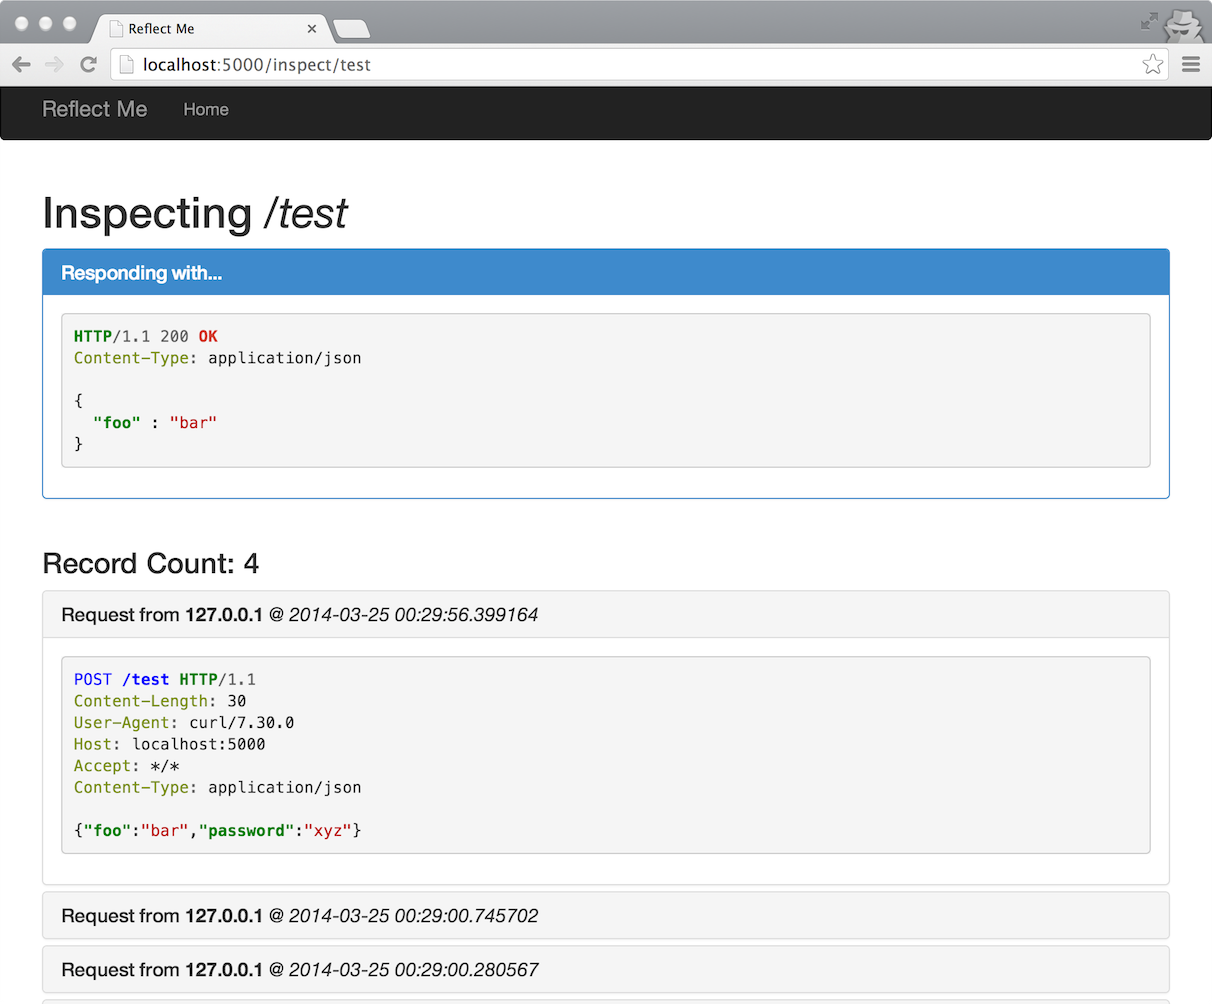 Reflect Me
localhost:5000/inspect/test
Reflect Me Home
Inspecting /test
Responding with...
HTTP/1.1 200 OK
Content-Type: application/json
{
"foo" : "bar"
}
Record Count: 4
Request from 127.0.0.1 @ 2014-03-25 00:29:56.399164
POST /test HTTP/1.1
Content-Length: 30
User-Agent: curl/7.30.0
Host: localhost:5000
Accept: */*
Content-Type: application/json
{"foo":"bar","password":"xyz"}
Request from 127.0.0.1 @ 2014-03-25 00:29:00.745702
Request from 127.0.0.1 @ 2014-03-25 00:29:00.280567